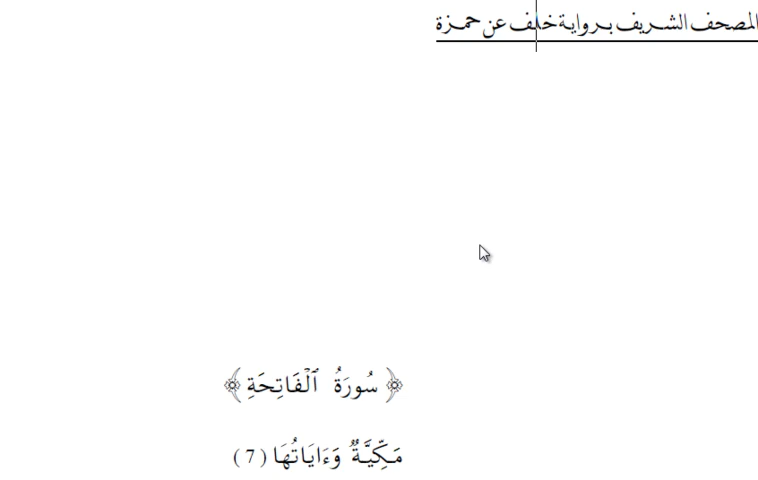 المصحف الشريف برواية خلف عن حمزة
﴿ سُورَةُ ٱلْفَاتِحَةِ ﴾
مَكِّيَّةٌ وَءَايَاتُهَا ( 7 )